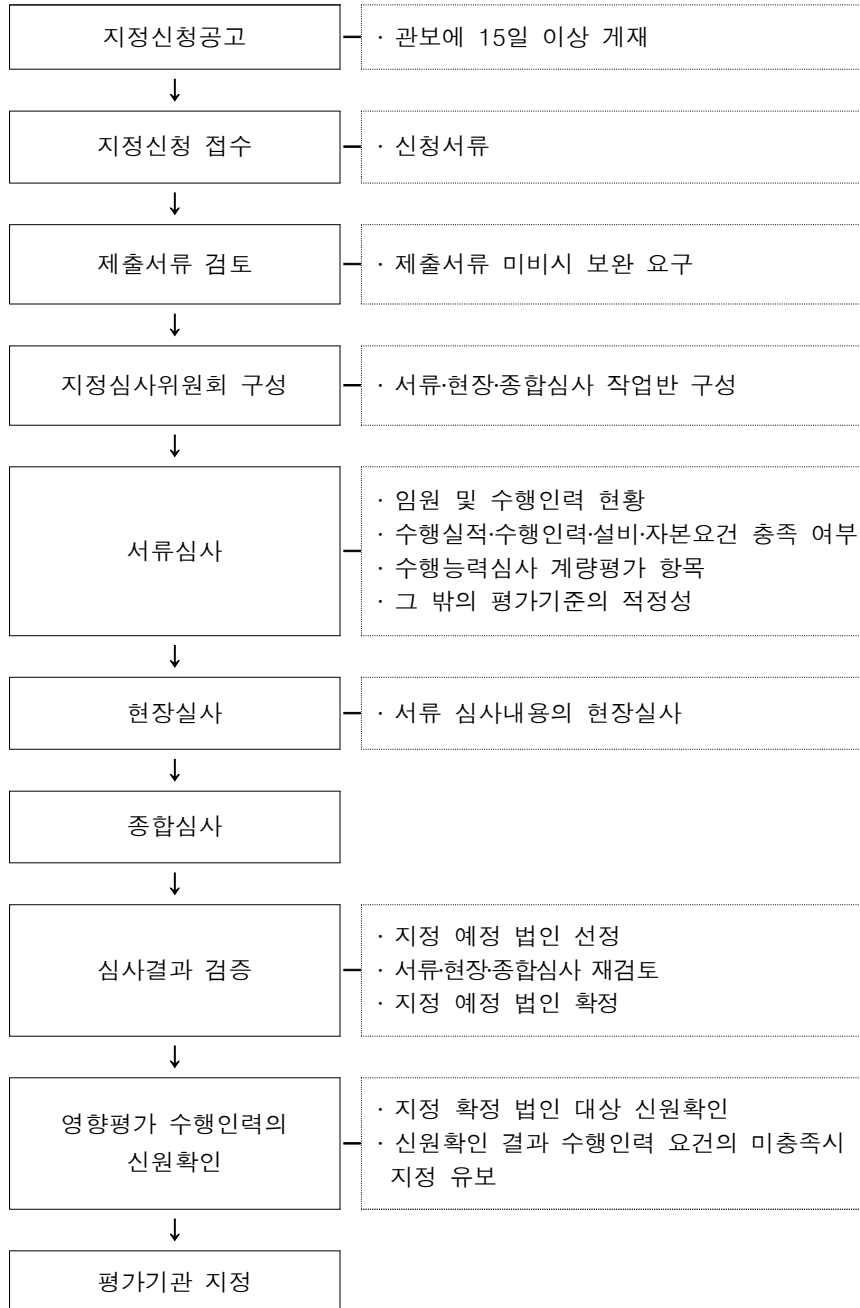 지정신청공고
· 관보에 15일 이상 게재
↓
지정신청 접수
· 신청서류
↓
제출서류 검토
· 제출서류 미비시 보완 요구
↓
지정심사위원회 구성
· 서류·현장·종합심사 작업반 구성
↓
서류심사
· 임원 및 수행인력 현황
· 수행실적·수행인력·설비·자본요건 충족 여부
· 수행능력심사 계량평가 항목
· 그 밖의 평가기준의 적정성
↓
현장실사
· 서류 심사내용의 현장실사
↓
종합심사
↓
심사결과 검증
· 지정 예정 법인 선정
· 서류·현장·종합심사 재검토
· 지정 예정 법인 확정
↓
영향평가 수행인력의
신원확인
· 지정 확정 법인 대상 신원확인
· 신원확인 결과 수행인력 요건의 미충족시
지정 유보
↓
평가기관 지정